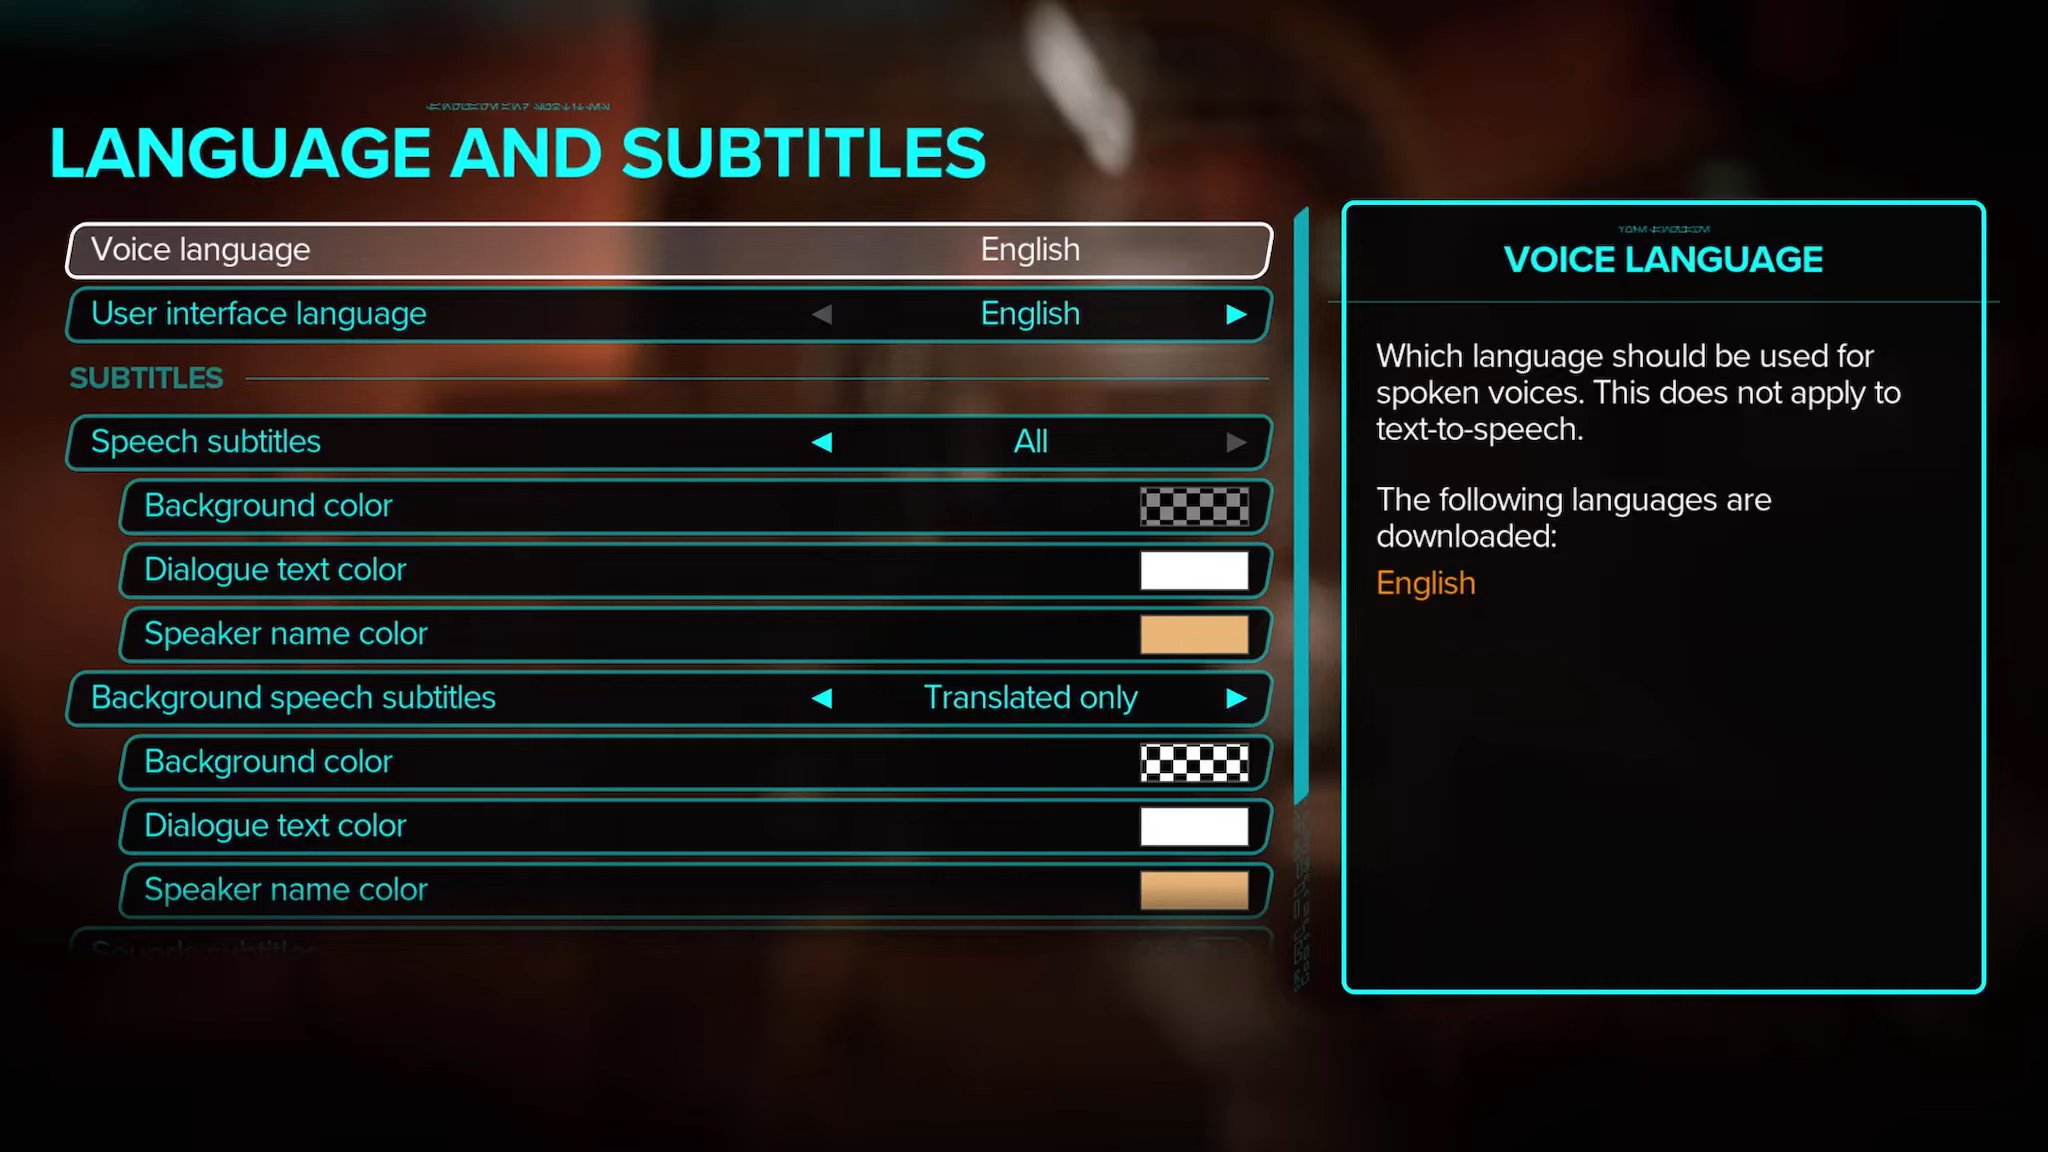 LANGUAGE AND SUBTITLES
Voice language English
User interface language English
SUBTITLES
Speech subtitles All
Background color
Dialogue text color
Speaker name color
Background speech subtitles Translated only
Background color
Dialogue text color
Speaker name color
Sounds subtitles
VOICE LANGUAGE
Which language should be used for
spoken voices. This does not apply to
text-to-speech.
The following languages are
downloaded:
English